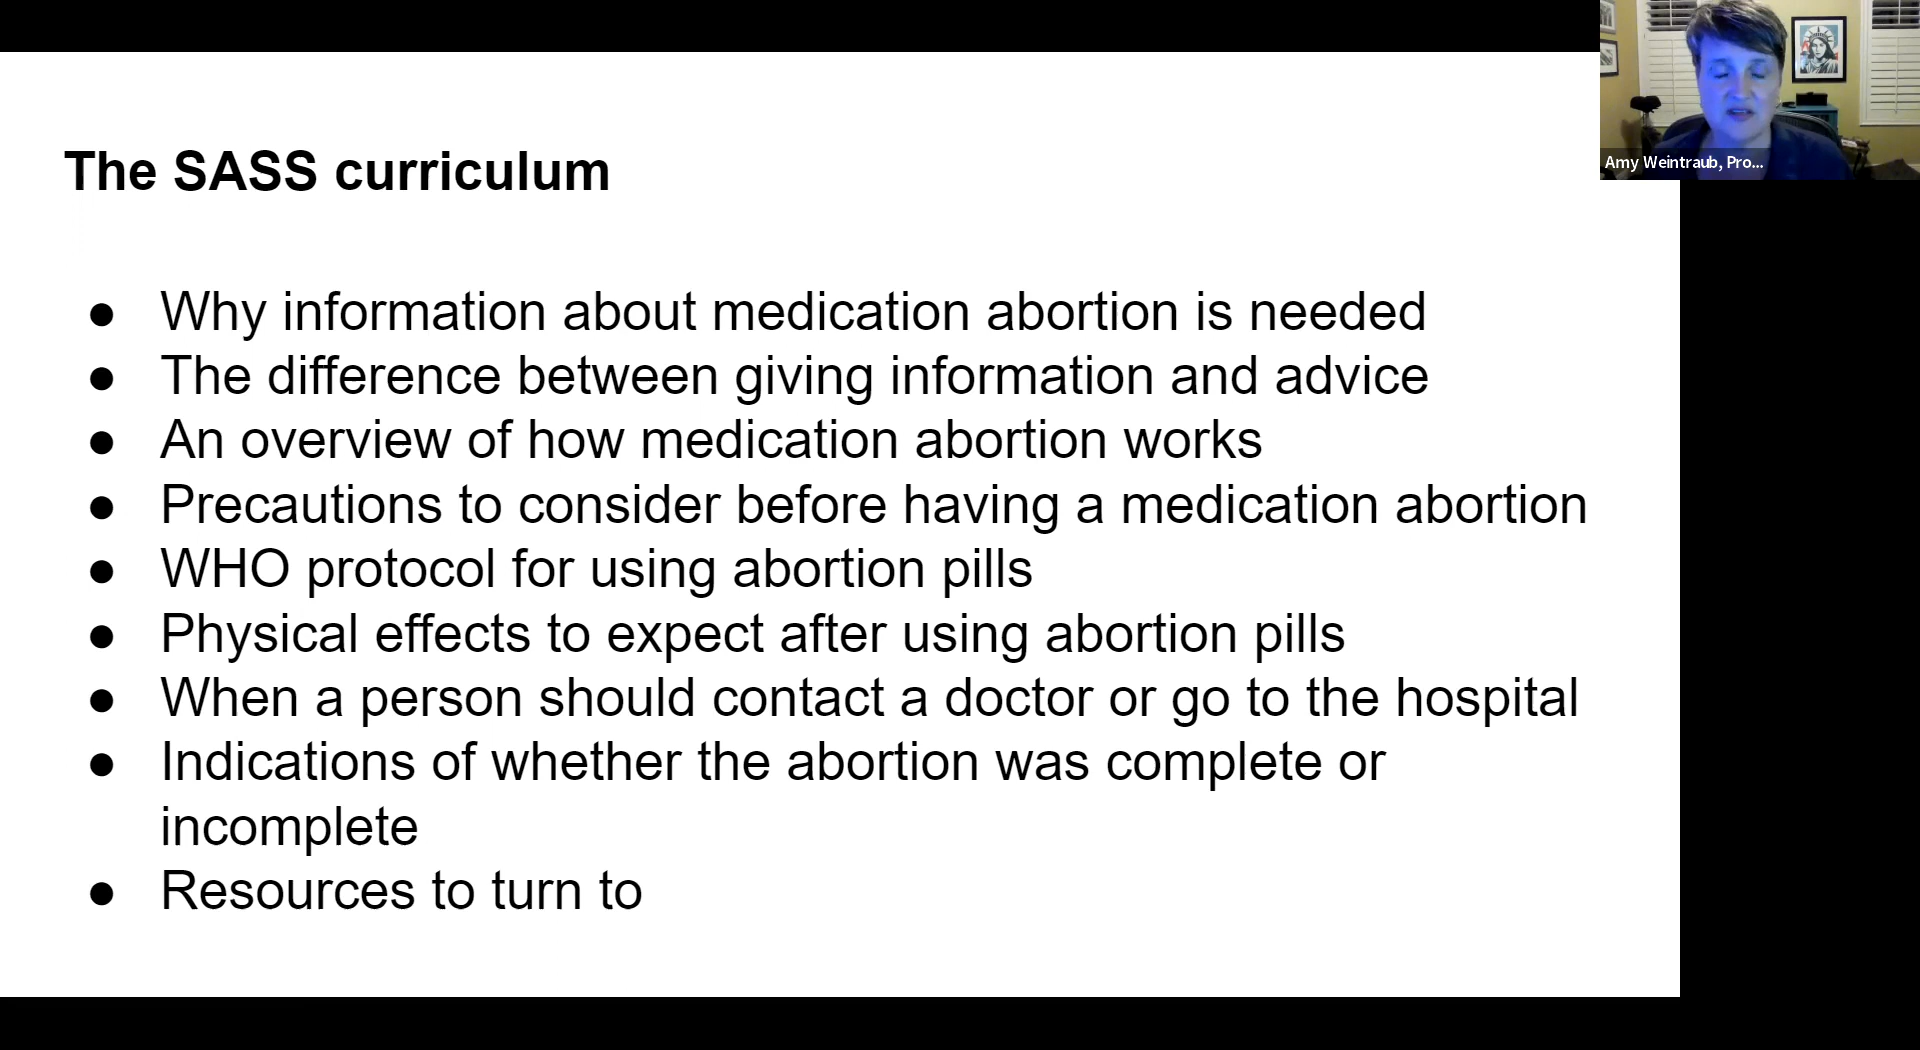 The SASS curriculum
● Why information about medication abortion is needed
● The difference between giving information and advice
● An overview of how medication abortion works
● Precautions to consider before having a medication abortion
● WHO protocol for using abortion pills
● Physical effects to expect after using abortion pills
● When a person should contact a doctor or go to the hospital
● Indications of whether the abortion was complete or
incomplete
● Resources to turn to
Amy Weintraub, Pro...